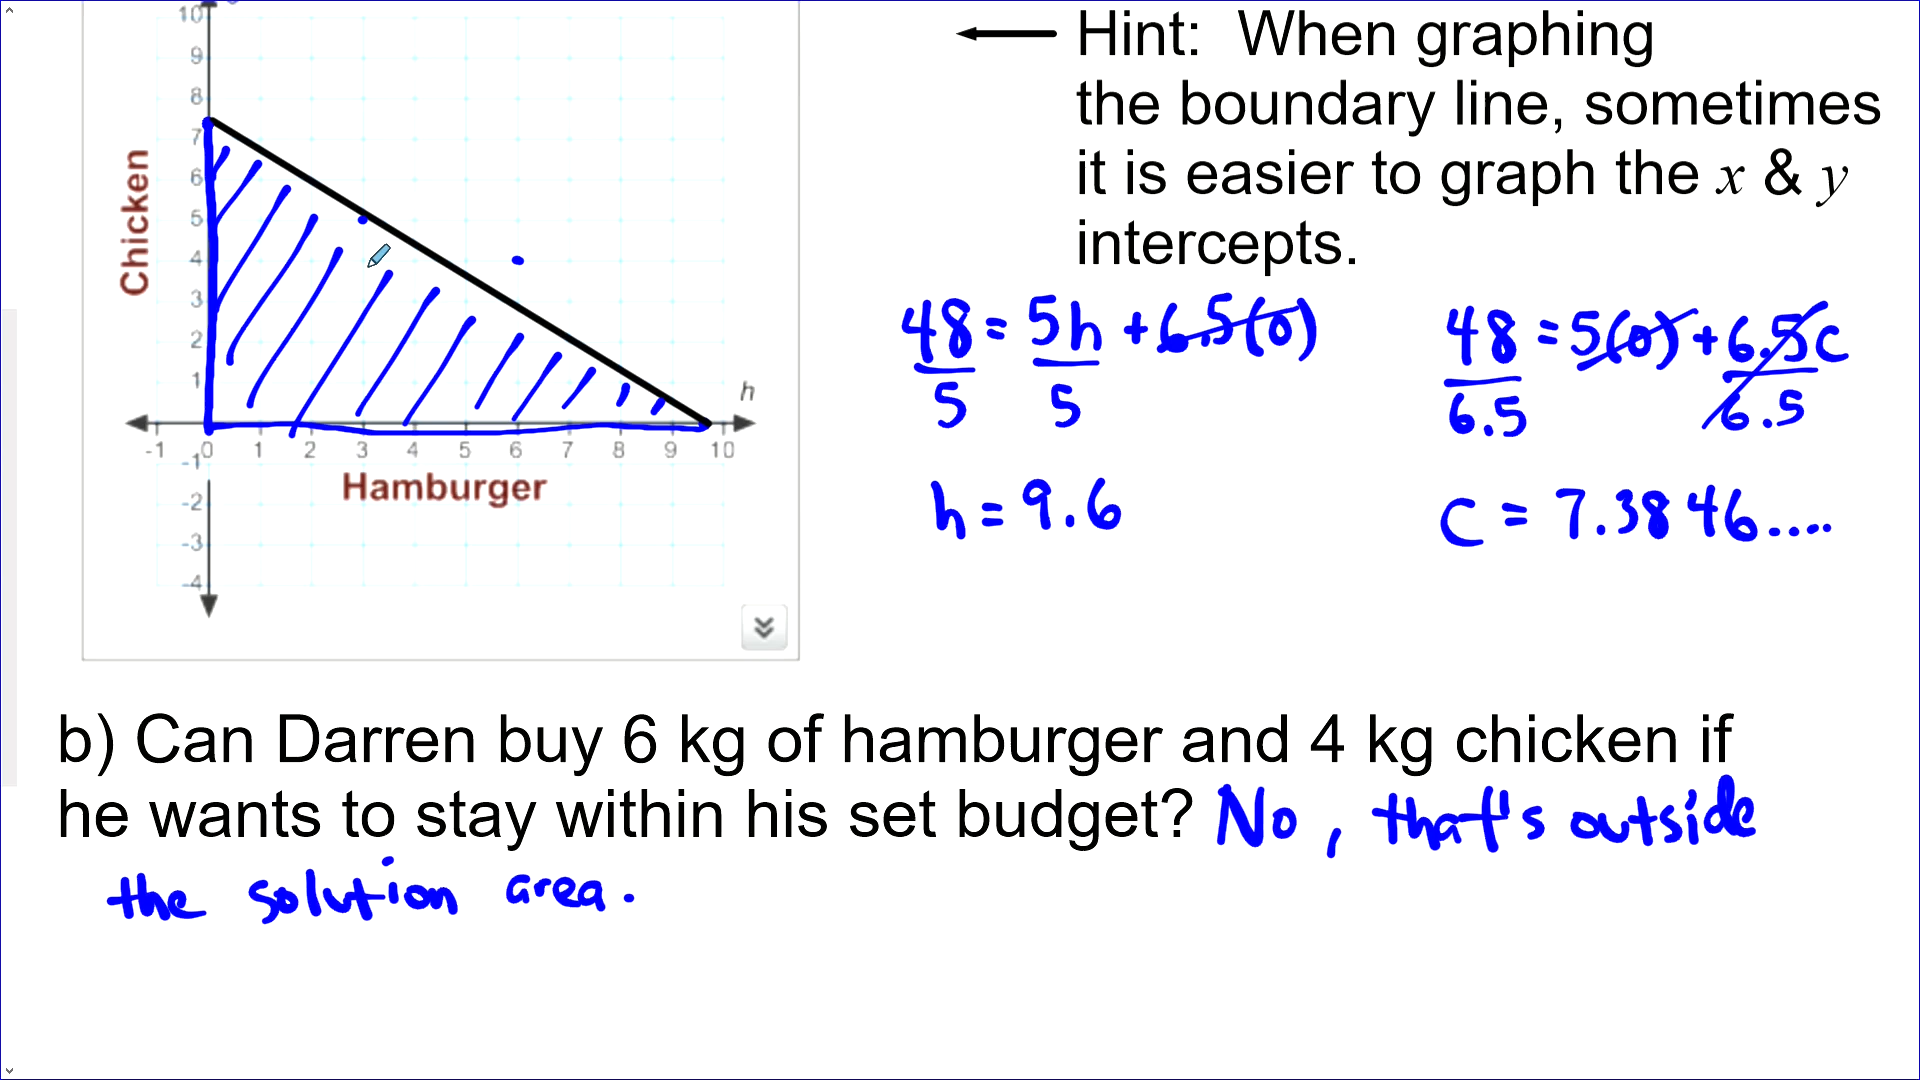 10
9
8
7
6
5
4
3
2
1
-1
-2
-3
-4
Chicken
h
-1 0 1 2 3 4 5 6 7 8 9 10
Hamburger
Hint: When graphing
the boundary line, sometimes
it is easier to graph the x & y
intercepts.
48 = 5h + 6.5(0)
5 5
h = 9.6
48 = 5(0) + 6.5c
6.5 6.5
c = 7.3846....
b) Can Darren buy 6 kg of hamburger and 4 kg chicken if
he wants to stay within his set budget? No, that's outside
the solution area.